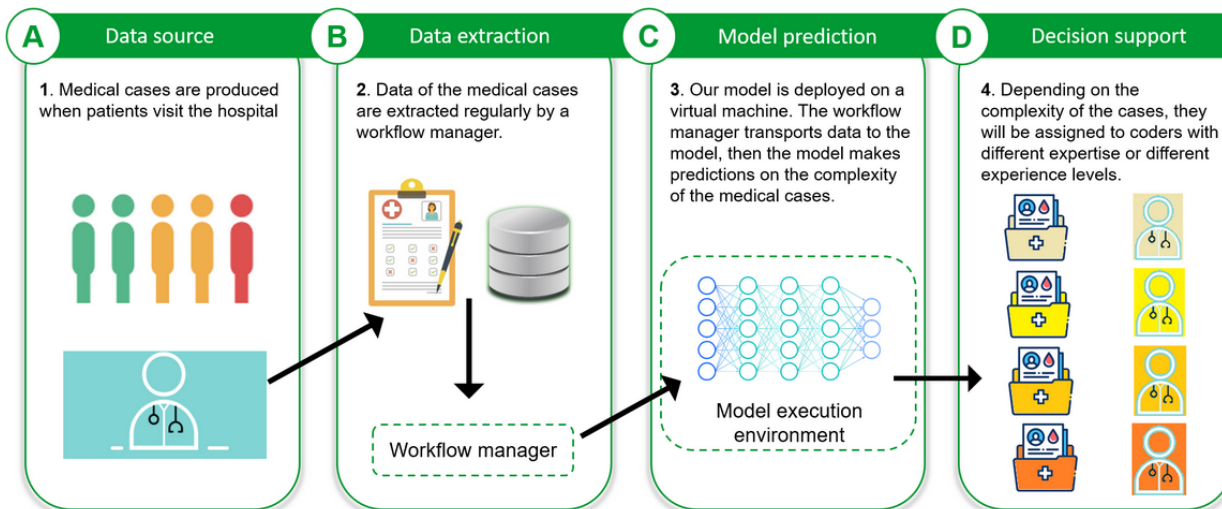 A
Data source
B
Data extraction
C
Model prediction
D
Decision support
1. Medical cases are produced
when patients visit the hospital
2. Data of the medical cases
are extracted regularly by a
workflow manager.
Workflow manager
3. Our model is deployed on a
virtual machine. The workflow
manager transports data to the
model, then the model makes
predictions on the complexity
of the medical cases.
Model execution
environment
4. Depending on the
complexity of the cases, they
will be assigned to coders with
different expertise or different
experience levels.